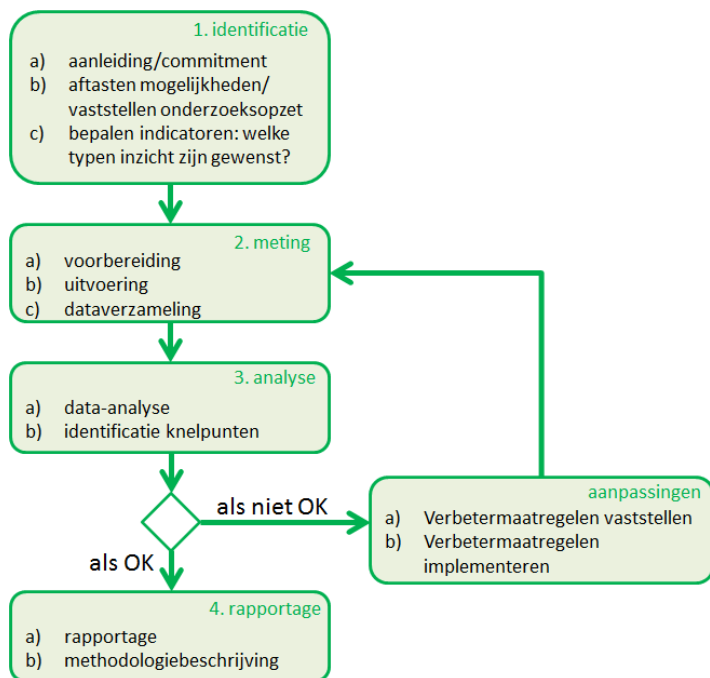 1. identificatie
a) aanleiding/commitment
b) aftasten mogelijkheden/
vaststellen onderzoeksopzet
c) bepalen indicatoren: welke
typen inzicht zijn gewenst?
2. meting
a) voorbereiding
b) uitvoering
c) dataverzameling
3. analyse
a) data-analyse
b) identificatie knelpunten
als niet OK
aanpassingen
a) Verbetermaatregelen vaststellen
b) Verbetermaatregelen
implementeren
als OK
4. rapportage
a) rapportage
b) methodologiebeschrijving